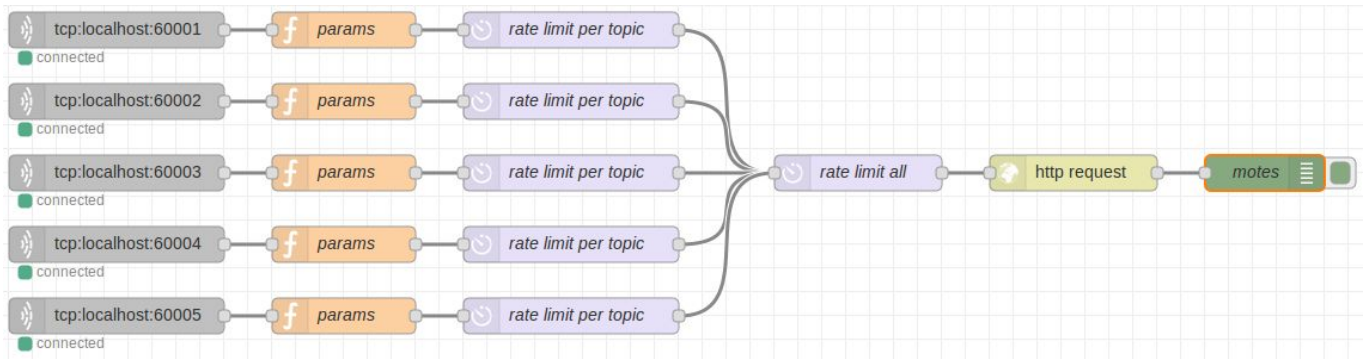 tcp:localhost:60001 params rate limit per topic
connected
tcp:localhost:60002 params rate limit per topic
connected
tcp:localhost:60003 params rate limit per topic rate limit all http request motes
connected
tcp:localhost:60004 params rate limit per topic
connected
tcp:localhost:60005 params rate limit per topic
connected